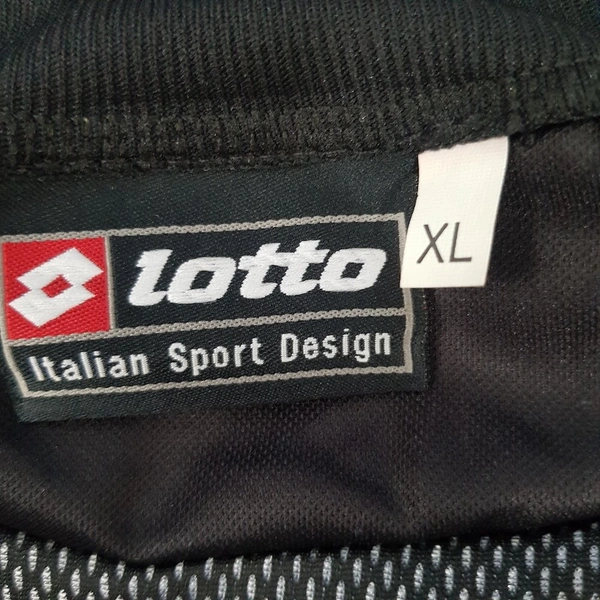 lotto
Italian Sport Design
XL